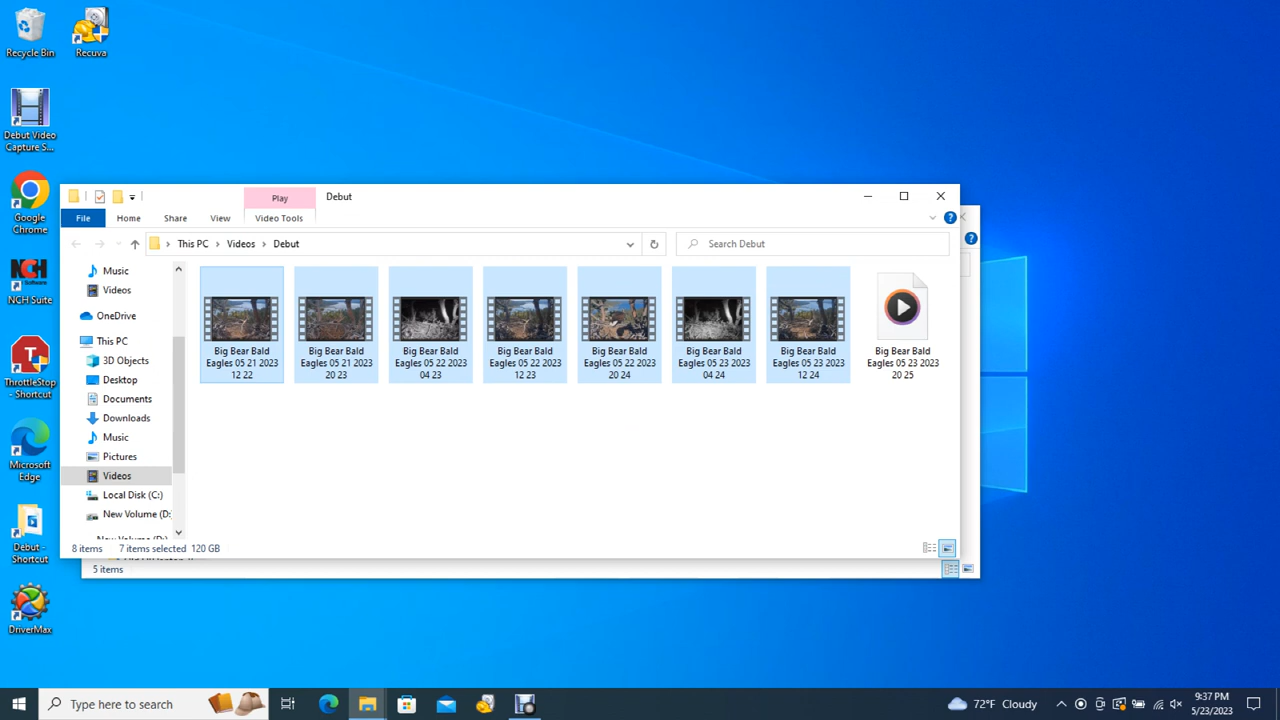 Recycle Bin
Recuva
Debut Video
Capture S...
Google
Chrome
NCH
Software
NCH Suite
ThrottleStop
- Shortcut
Microsoft
Edge
Debut -
Shortcut
DriverMax
Play
Debut
File
Home
Share
View
Video Tools
This PC
Videos
Debut
Search Debut
Music
Videos
OneDrive
This PC
3D Objects
Desktop
Documents
Downloads
Music
Pictures
Videos
Local Disk (C:)
New Volume (D:
Big Bear Bald
Eagles 05 21 2023
12 22
Big Bear Bald
Eagles 05 21 2023
20 23
Big Bear Bald
Eagles 05 22 2023
04 23
Big Bear Bald
Eagles 05 22 2023
12 23
Big Bear Bald
Eagles 05 22 2023
20 24
Big Bear Bald
Eagles 05 23 2023
04 24
Big Bear Bald
Eagles 05 23 2023
12 24
Big Bear Bald
Eagles 05 23 2023
20 25
8 items
7 items selected 120 GB
5 items
Type here to search
72°F Cloudy
9:37 PM
5/23/2023